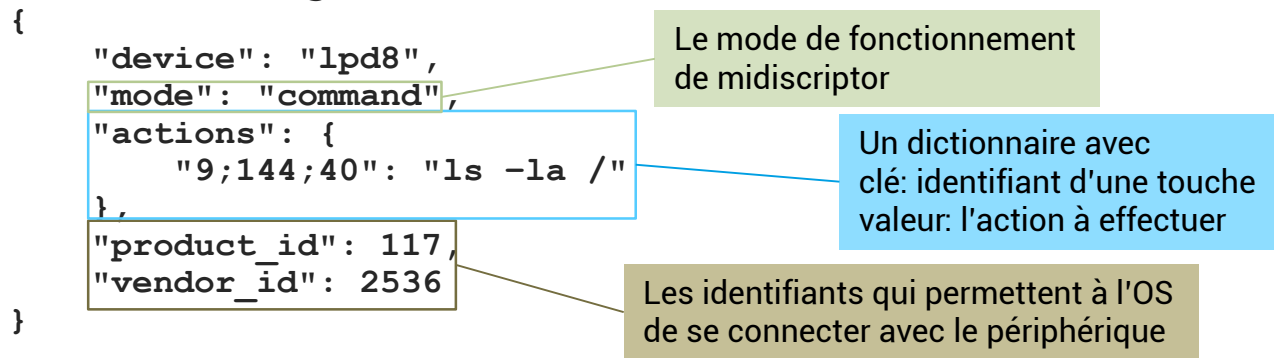 {
"device": "lpd8",
"mode": "command",
"actions": {
"9;144;40": "ls –la /"
},
"product_id": 117,
"vendor_id": 2536
}
Le mode de fonctionnement
de midiscriptor
Un dictionnaire avec
clé: identifiant d'une touche
valeur: l'action à effectuer
Les identifiants qui permettent à l'OS
de se connecter avec le périphérique